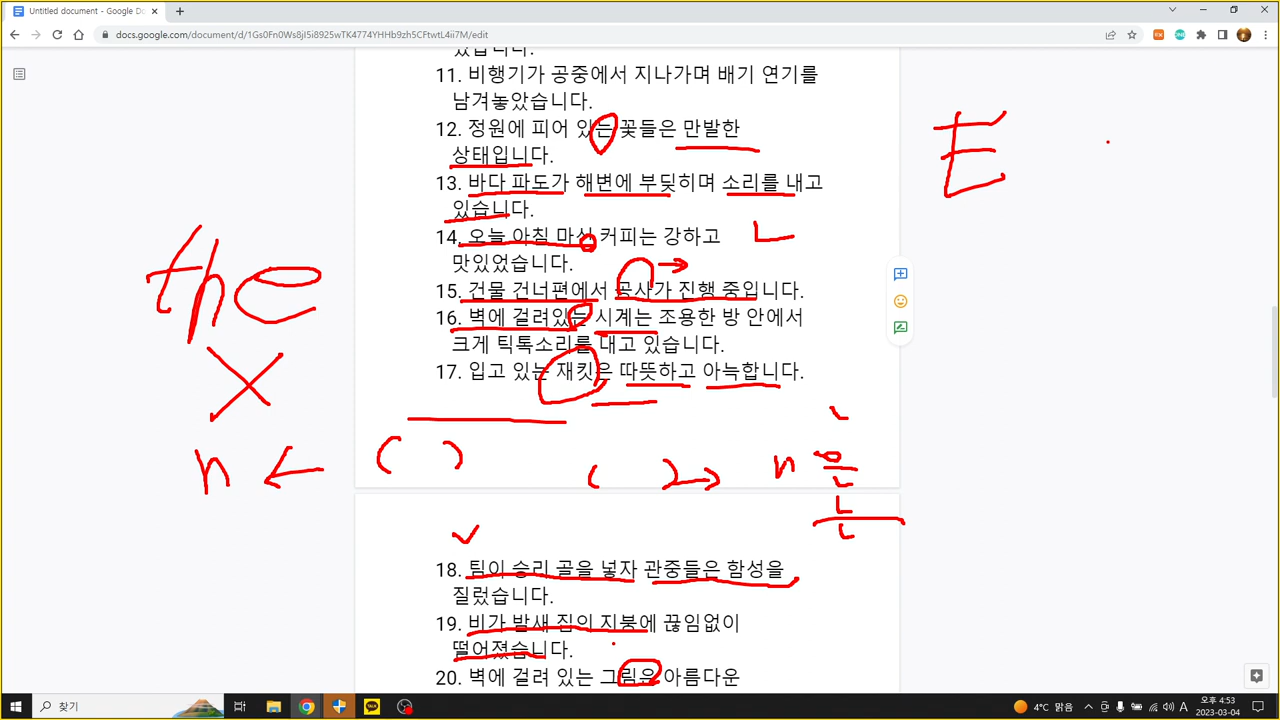 Untitled document - Google Do
docs.google.com/document/d/1Gs0Fn0Ws8jI5i8925wTK4774YHHb9zh5CFtwtL4ii7M/edit
있었습니다.
11. 비행기가 공중에서 지나가며 배기 연기를
남겨놓았습니다.
12. 정원에 피어 있는 꽃들은 만발한
상태입니다.
13. 바다 파도가 해변에 부딪히며 소리를 내고
있습니다.
14. 오늘 아침 마신 커피는 강하고
맛있었습니다.
15. 건물 건너편에서 공사가 진행 중입니다.
16. 벽에 걸려있는 시계는 조용한 방 안에서
크게 틱톡소리를 내고 있습니다.
17. 입고 있는 재킷은 따뜻하고 아늑합니다.
E
ㄴ
the
X
n ←
( )
( ) → n
ㄴ
ㄴ
ㄴ
ㄴ
18. 팀이 승리 골을 넣자 관중들은 함성을
질렀습니다.
19. 비가 밤새 집의 지붕에 끊임없이
떨어졌습니다.
20. 벽에 걸려 있는 그림은 아름다운
찾기
4°C 맑음
A
오후 4:53
2023-03-04